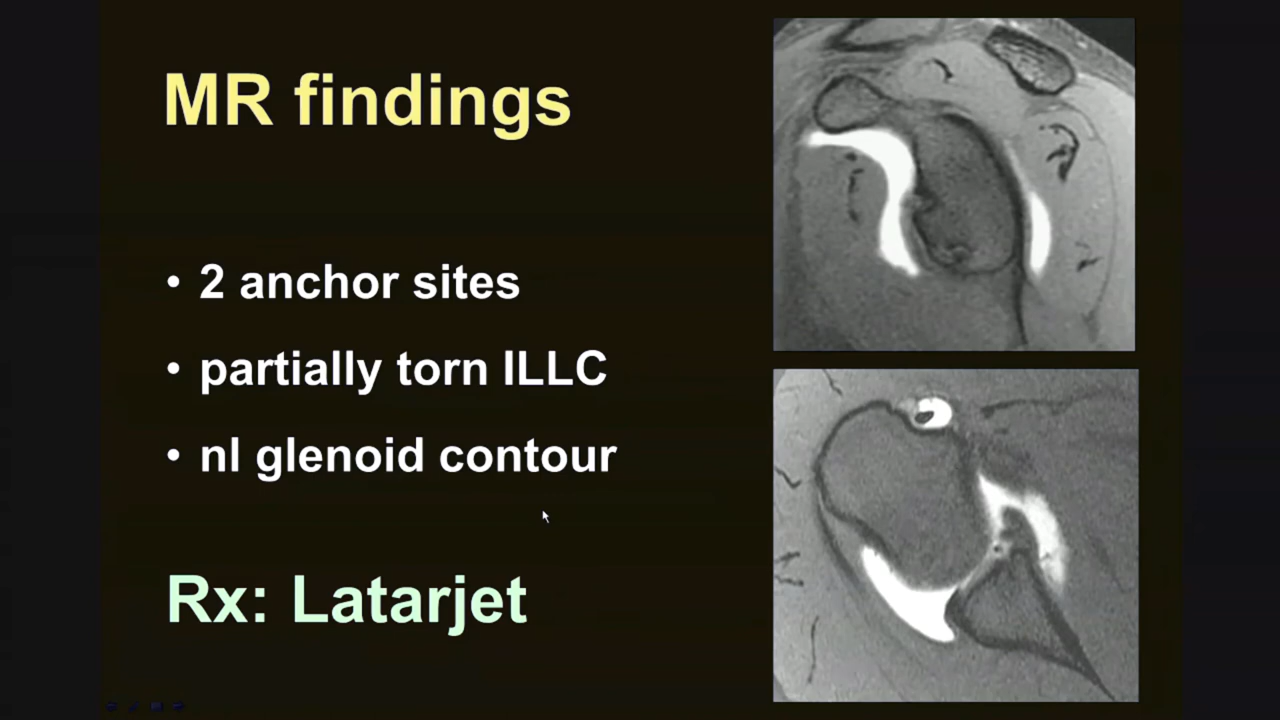 MR findings
• 2 anchor sites
• partially torn ILLC
• nl glenoid contour
Rx: Latarjet